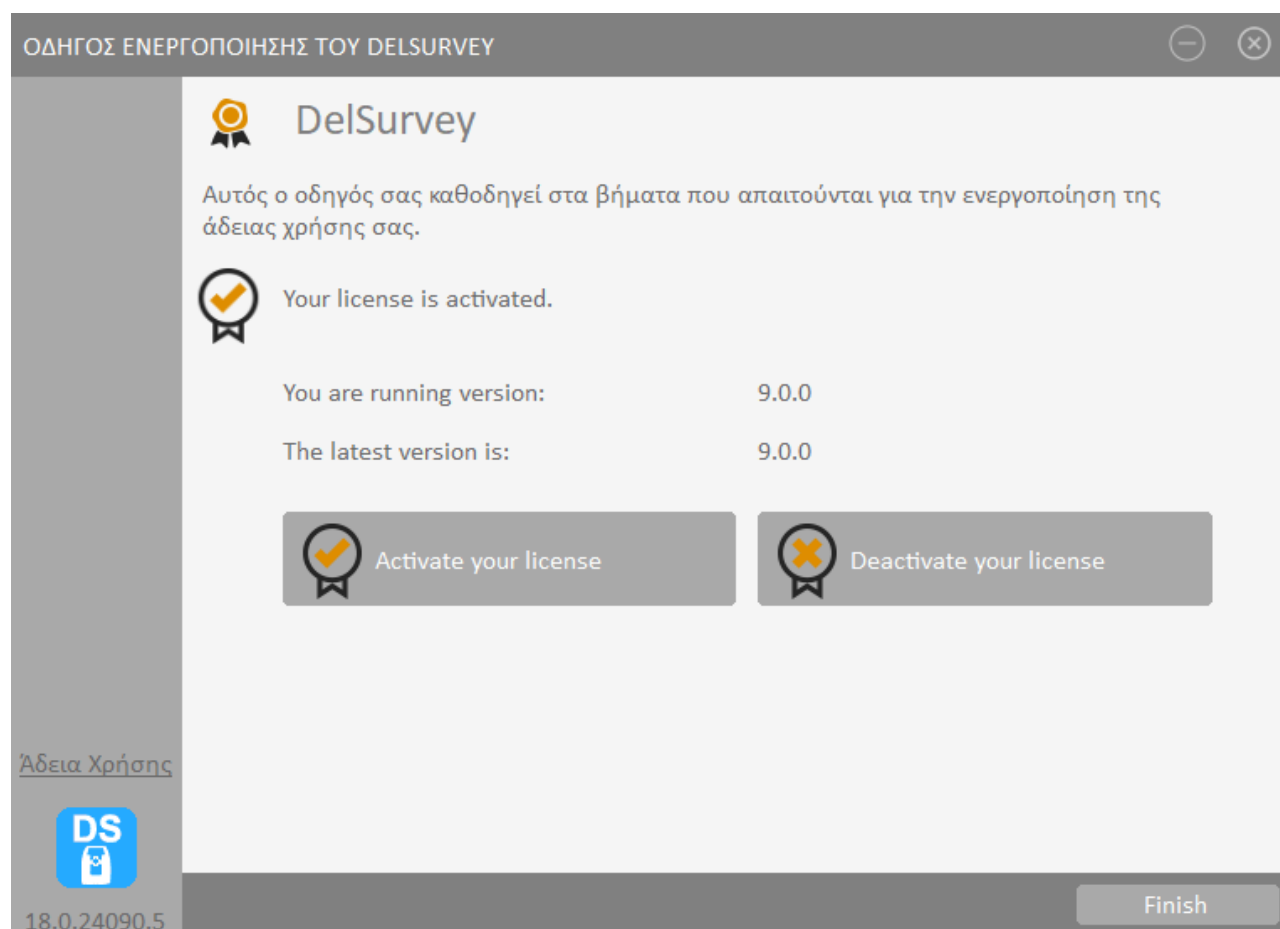 ΟΔΗΓΟΣ ΕΝΕΡΓΟΠΟΙΗΣΗΣ ΤΟΥ DELSURVEY
DelSurvey
Αυτός ο οδηγός σας καθοδηγεί στα βήματα που απαιτούνται για την ενεργοποίηση της
άδειας χρήσης σας.
Your license is activated.
You are running version: 9.0.0
The latest version is: 9.0.0
Activate your license Deactivate your license
Άδεια Χρήσης
DS
18.0.24090.5
Finish